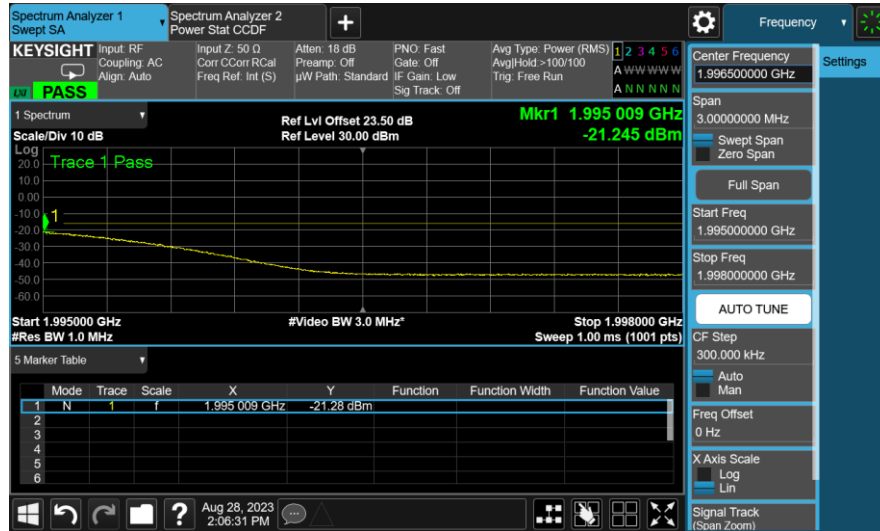 Spectrum Analyzer 1
Swept SA
Spectrum Analyzer 2
Power Stat CCDF
Frequency
KEYSIGHT
Input: RF
Coupling: AC
Align: Auto
Input Z: 50 Ω
Corr CCorr RCal
Freq Ref: Int (S)
Atten: 18 dB
Preamp: Off
µW Path: Standard
PNO: Fast
Gate: Off
IF Gain: Low
Sig Track: Off
Avg Type: Power (RMS)
Avg|Hold:>100/100
Trig: Free Run
1 2 3 4 5 6
A W W W W W
A N N N N N
LXI
PASS
1 Spectrum
Scale/Div 10 dB
Ref Lvl Offset 23.50 dB
Ref Level 30.00 dBm
Mkr1 1.995 009 GHz
-21.245 dBm
Log
Trace 1 Pass
20.0
10.0
0.00
-10.0
1
-20.0
-30.0
-40.0
-50.0
-60.0
Start 1.995000 GHz
#Res BW 1.0 MHz
#Video BW 3.0 MHz*
Stop 1.998000 GHz
Sweep 1.00 ms (1001 pts)
5 Marker Table
Mode Trace Scale X Y Function Function Width Function Value
1 N 1 f 1.995 009 GHz -21.28 dBm
2
3
4
5
6
?
Aug 28, 2023
2:06:31 PM
Center Frequency
1.996500000 GHz
Settings
Span
3.00000000 MHz
Swept Span
Zero Span
Full Span
Start Freq
1.995000000 GHz
Stop Freq
1.998000000 GHz
AUTO TUNE
CF Step
300.000 kHz
Auto
Man
Freq Offset
0 Hz
X Axis Scale
Log
Lin
Signal Track
(Span Zoom)